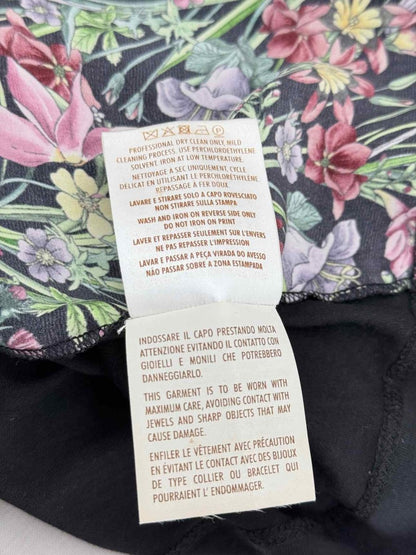 PROFESSIONAL DRY CLEAN ONLY, MILD
CLEANING PROCESS, USE PERCHLOROETHYLENE
SOLVENT, IRON AT LOW TEMPERATURE.
NETTOYAGE A SEC UNIQUEMENT, CYCLE
DÉLICAT EN UTILISANT LE PERCHLORÉTHYLÈNE.
REPASSAGE A FER DOUX.
LAVARE E STIRARE SOLO A CAPO ROVESCIATO
NON STIRARE SULLA STAMPA
WASH AND IRON ON REVERSE SIDE ONLY
DO NOT IRON ON PRINT
LAVER ET REPASSER SEULEMENT SUR L'ENVERS
NE PAS REPASSER L'IMPRESSION
LAVAR E PASSAR A PEÇA VIRADA DO AVESSO
NÃO PASSAR SOBRE A ZONA ESTAMPADA
INDOSSARE IL CAPO PRESTANDO MOLTA
ATTENZIONE EVITANDO IL CONTATTO CON
GIOIELLI E MONILI CHE POTREBBERO
DANNEGGIARLO.
THIS GARMENT IS TO BE WORN WITH
MAXIMUM CARE, AVOIDING CONTACT WITH
JEWELS AND SHARP OBJECTS THAT MAY
CAUSE DAMAGE.
ENFILER LE VÊTEMENT AVEC PRÉCAUTION
EN ÉVITANT LE CONTACT AVEC DES BIJOUX
DE TYPE COLLIER OU BRACELET QUI
POURRAIENT L'ENDOMMAGER.